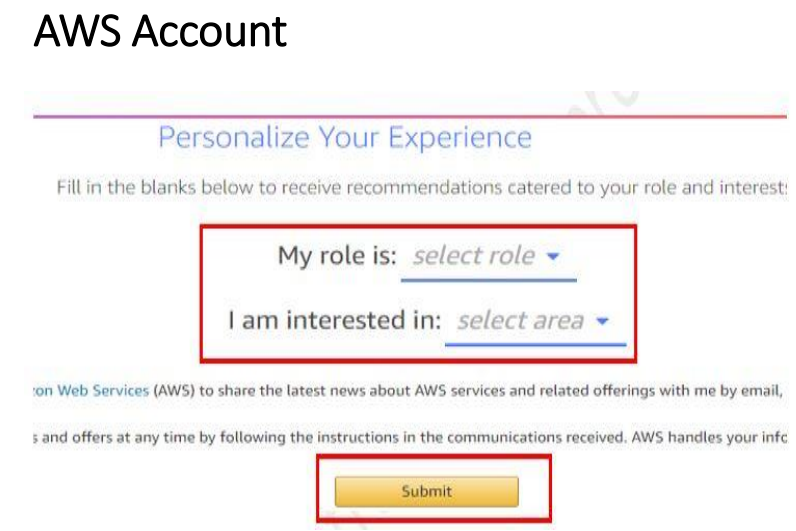 AWS Account
Personalize Your Experience
Fill in the blanks below to receive recommendations catered to your role and interests
My role is: select role
I am interested in: select area
on Web Services (AWS) to share the latest news about AWS services and related offerings with me by email,
s and offers at any time by following the instructions in the communications received. AWS handles your info
Submit